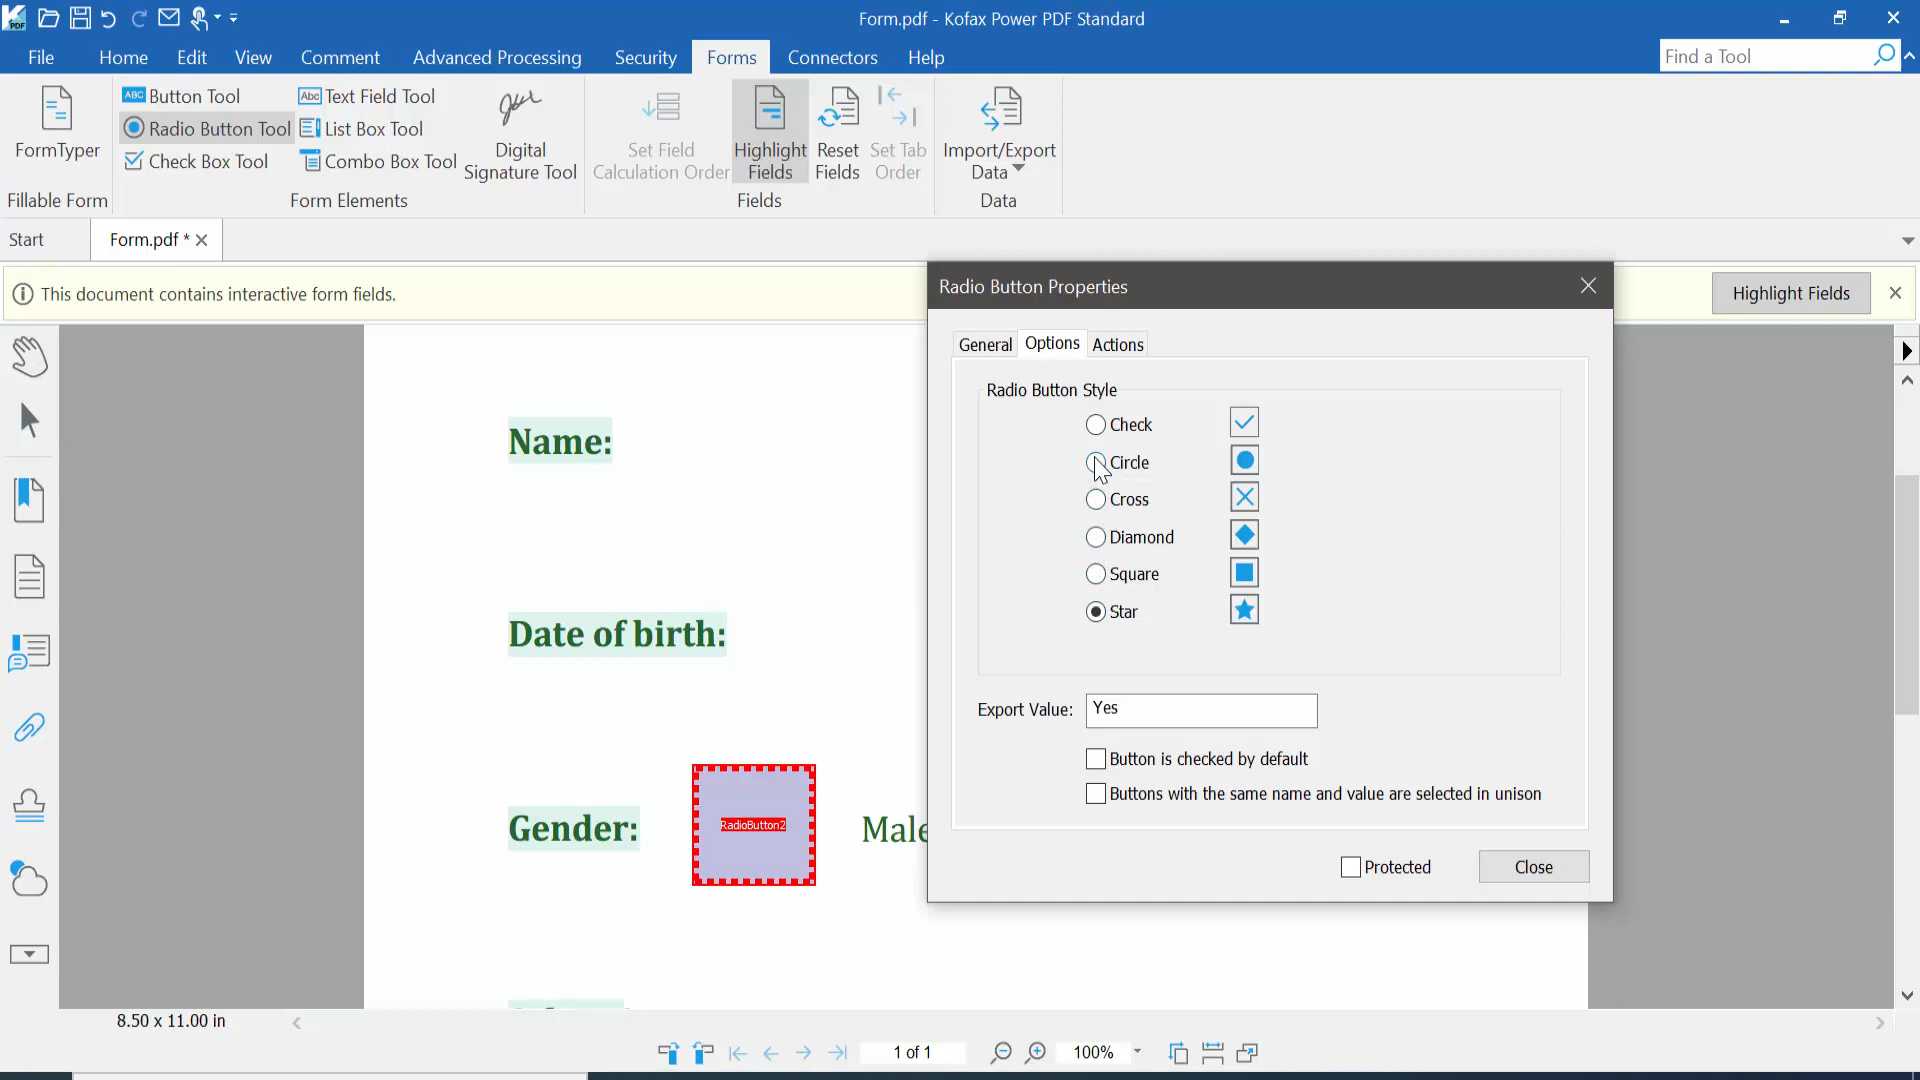 Form.pdf - Kofax Power PDF Standard
PDF
File Home Edit View Comment Advanced Processing Security Forms Connectors Help
Find a Tool
FormTyper
Fillable Form
ABC Button Tool
Radio Button Tool
Check Box Tool
Abc Text Field Tool
List Box Tool
Combo Box Tool
Digital
Signature Tool
Form Elements
Set Field
Calculation Order
Highlight
Fields
Reset
Fields
Set Tab
Order
Fields
Import/Export
Data
Data
Start
Form.pdf *
This document contains interactive form fields.
Highlight Fields
Name:
Date of birth:
Gender:
RadioButton2
Male
Radio Button Properties
General Options Actions
Radio Button Style
Check
Circle
Cross
Diamond
Square
Star
Export Value: Yes
Button is checked by default
Buttons with the same name and value are selected in unison
Protected
Close
8.50 x 11.00 in
1 of 1
100%